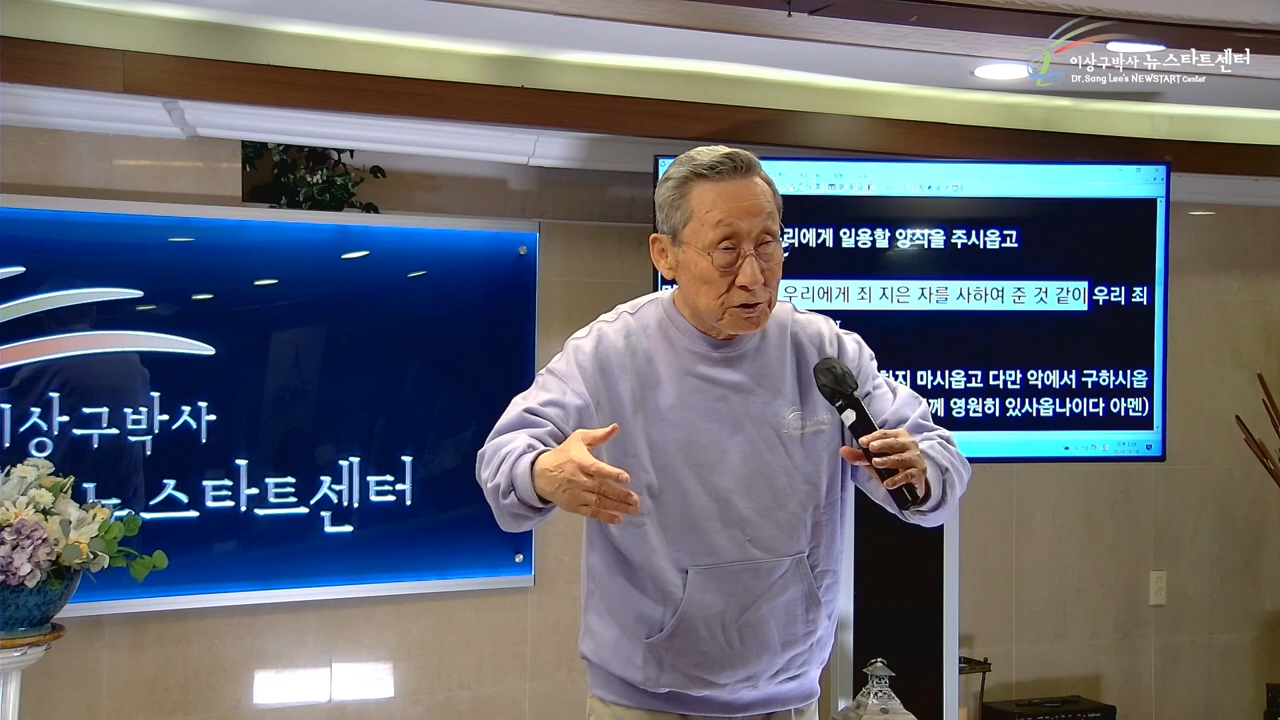 이상구박사 뉴스타트센터
Dr. Sang Lee's NEWSTART Center
우리에게 일용할 양식을 주시옵고
우리에게 죄 지은 자를 사하여 준 것 같이 우리 죄
하지 마시옵고 다만 악에서 구하시옵
께 영원히 있사옵나이다 아멘)
이상구박사
뉴스타트센터